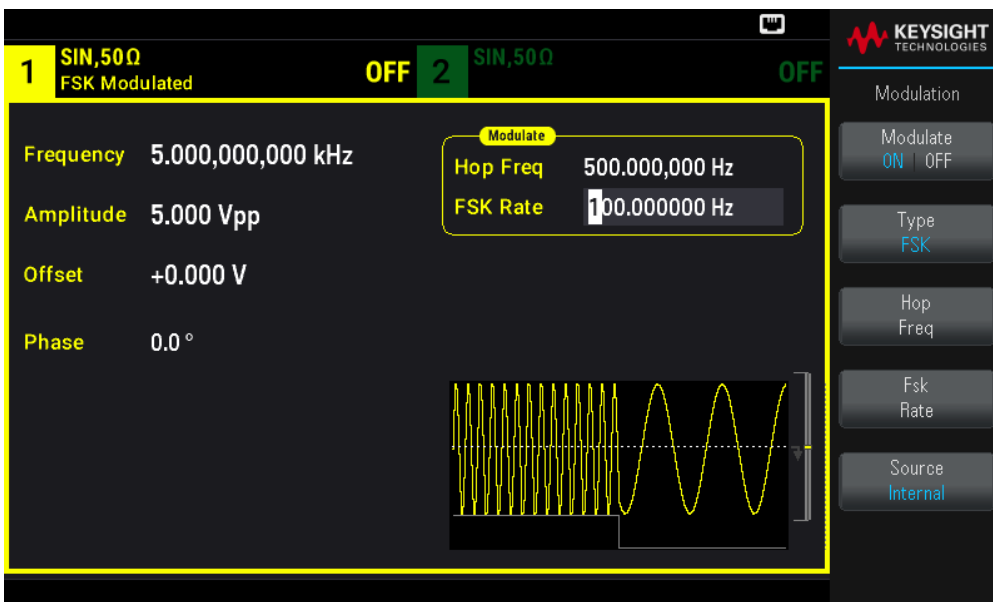 1
SIN,50Ω
FSK Modulated
OFF
2
SIN,50Ω
OFF
Frequency 5.000,000,000 kHz
Amplitude 5.000 Vpp
Offset +0.000 V
Phase 0.0 °
Modulate
Hop Freq 500.000,000 Hz
FSK Rate 100.000000 Hz
KEYSIGHT
TECHNOLOGIES
Modulation
Modulate
ON | OFF
Type
FSK
Hop
Freq
Fsk
Rate
Source
Internal